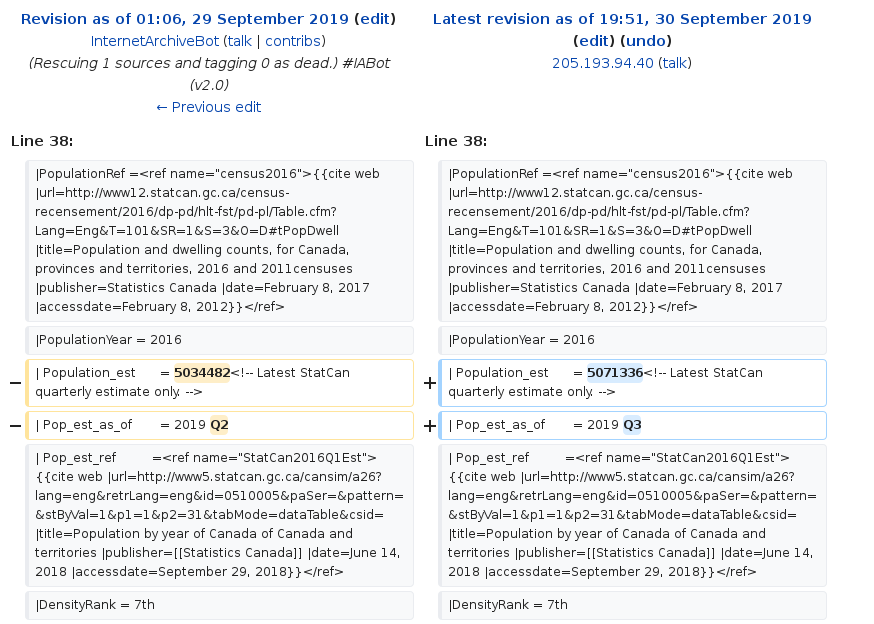 Revision as of 01:06, 29 September 2019 (edit)
InternetArchiveBot (talk | contribs)
(Rescuing 1 sources and tagging 0 as dead.) #IABot
(v2.0)
← Previous edit
Latest revision as of 19:51, 30 September 2019
(edit) (undo)
205.193.94.40 (talk)
Line 38:
|PopulationRef =<ref name="census2016">{{cite web
|url=http://www12.statcan.gc.ca/census-
recensement/2016/dp-pd/hlt-fst/pd-pl/Table.cfm?
Lang=Eng&T=101&SR=1&S=3&O=D#tPopDwell
|title=Population and dwelling counts, for Canada,
provinces and territories, 2016 and 2011censuses
|publisher=Statistics Canada |date=February 8, 2017
|accessdate=February 8, 2012}}</ref>
|PopulationYear = 2016
− | Population_est = 5034482<!-- Latest StatCan
quarterly estimate only. -->
− | Pop_est_as_of = 2019 Q2
| Pop_est_ref =<ref name="StatCan2016Q1Est">
{{cite web |url=http://www5.statcan.gc.ca/cansim/a26?
lang=eng&retrLang=eng&id=0510005&paSer=&pattern=
&stByVal=1&p1=1&p2=31&tabMode=dataTable&csid=
|title=Population by year of Canada of Canada and
territories |publisher=[[Statistics Canada]] |date=June 14,
2018 |accessdate=September 29, 2018}}</ref>
|DensityRank = 7th
Line 38:
|PopulationRef =<ref name="census2016">{{cite web
|url=http://www12.statcan.gc.ca/census-
recensement/2016/dp-pd/hlt-fst/pd-pl/Table.cfm?
Lang=Eng&T=101&SR=1&S=3&O=D#tPopDwell
|title=Population and dwelling counts, for Canada,
provinces and territories, 2016 and 2011censuses
|publisher=Statistics Canada |date=February 8, 2017
|accessdate=February 8, 2012}}</ref>
|PopulationYear = 2016
+ | Population_est = 5071336<!-- Latest StatCan
quarterly estimate only. -->
+ | Pop_est_as_of = 2019 Q3
| Pop_est_ref =<ref name="StatCan2016Q1Est">
{{cite web |url=http://www5.statcan.gc.ca/cansim/a26?
lang=eng&retrLang=eng&id=0510005&paSer=&pattern=
&stByVal=1&p1=1&p2=31&tabMode=dataTable&csid=
|title=Population by year of Canada of Canada and
territories |publisher=[[Statistics Canada]] |date=June 14,
2018 |accessdate=September 29, 2018}}</ref>
|DensityRank = 7th